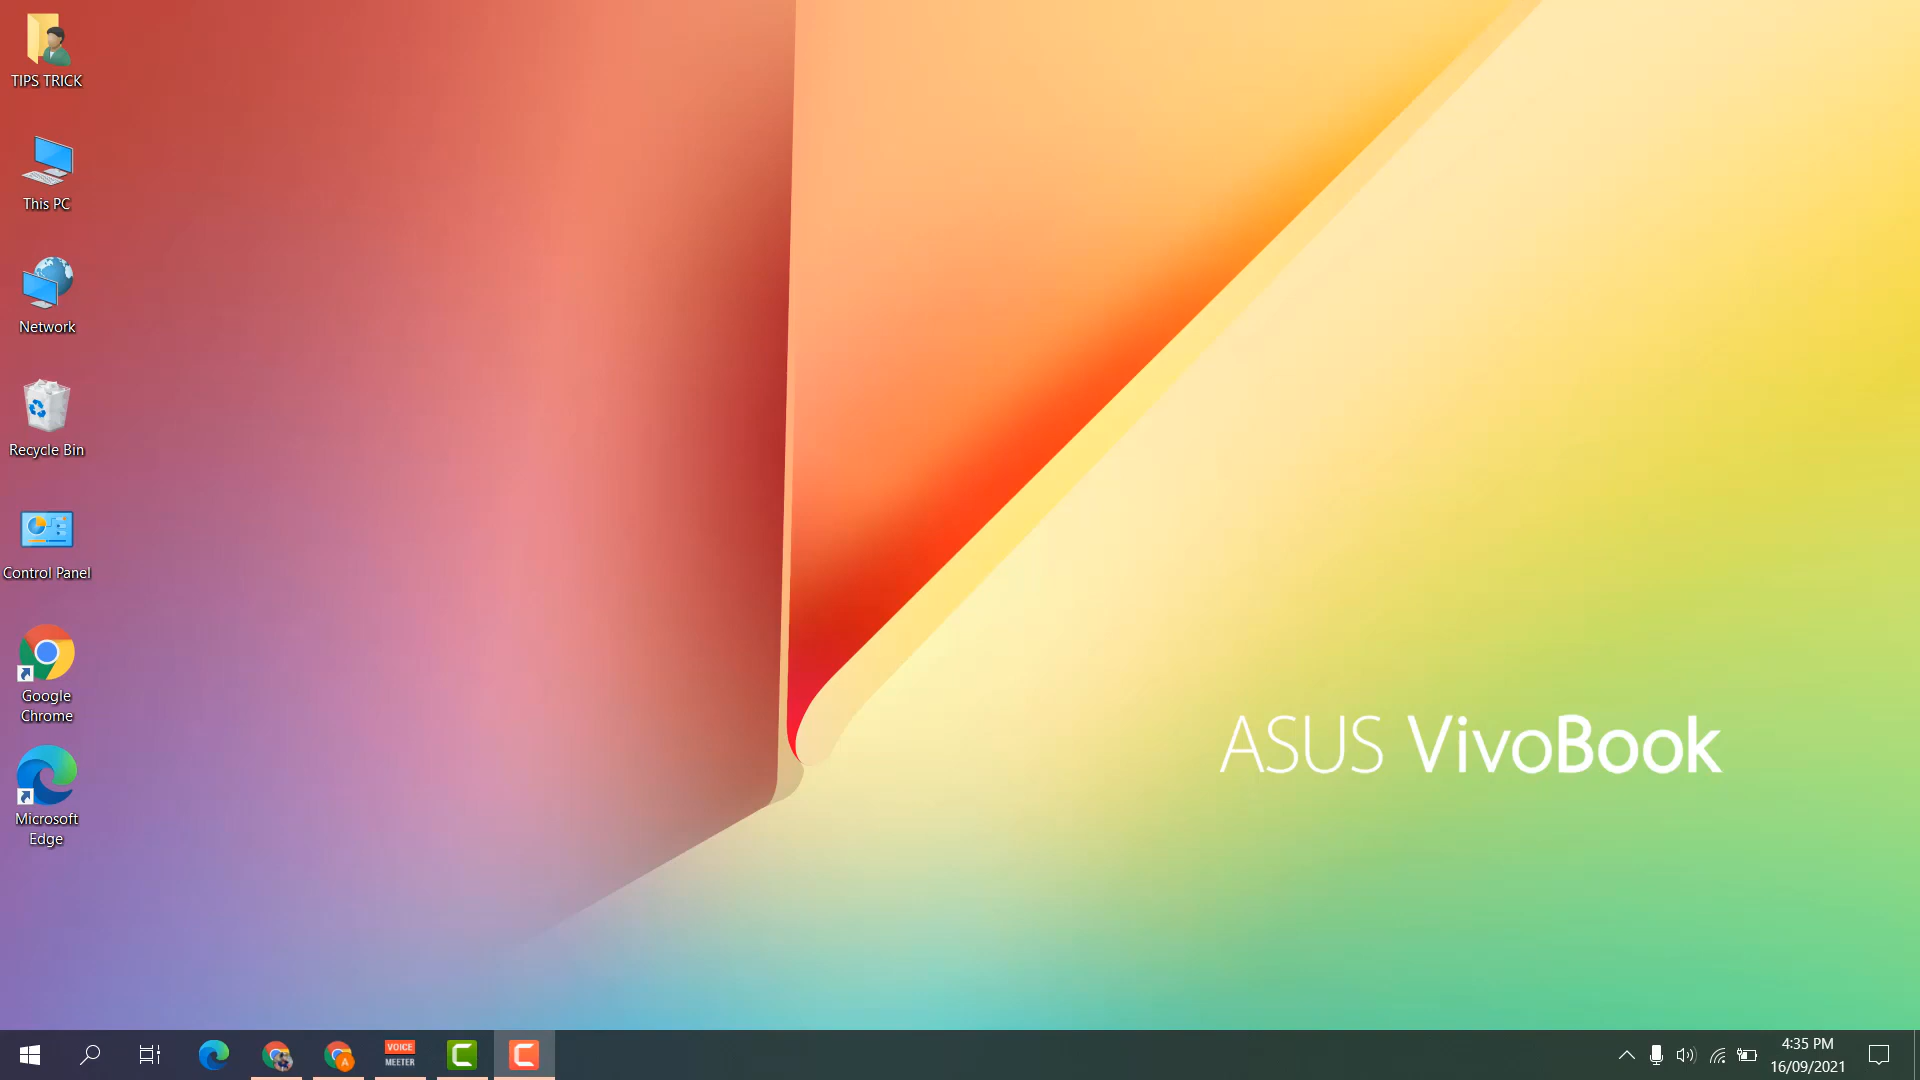 TIPS TRICK
This PC
Network
Recycle Bin
Control Panel
Google
Chrome
Microsoft
Edge
ASUS VivoBook
A
VOICE
MEETER
4:35 PM
16/09/2021